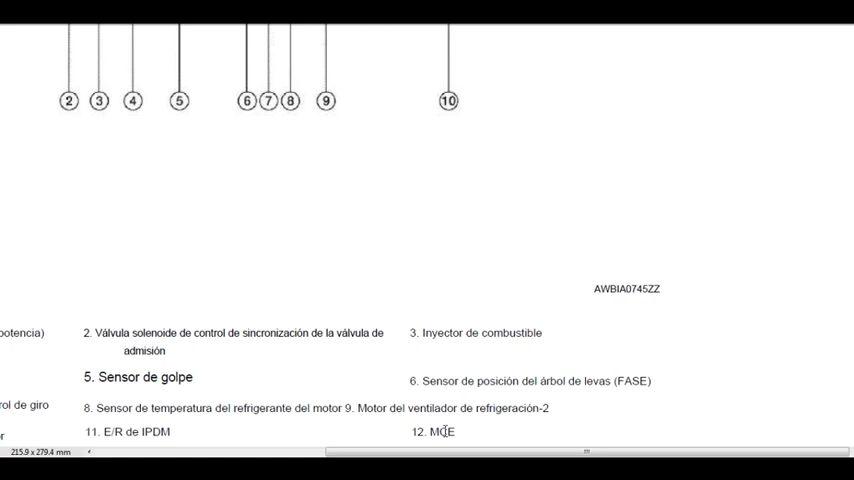 2 3 4 5 6 7 8 9 10
AWBIA0745ZZ
potencia) 2. Válvula solenoide de control de sincronización de la válvula de 3. Inyector de combustible
admisión
5. Sensor de golpe 6. Sensor de posición del árbol de levas (FASE)
rol de giro 8. Sensor de temperatura del refrigerante del motor 9. Motor del ventilador de refrigeración-2
r 11. E/R de IPDM 12. MCE
215.9 x 279.4 mm